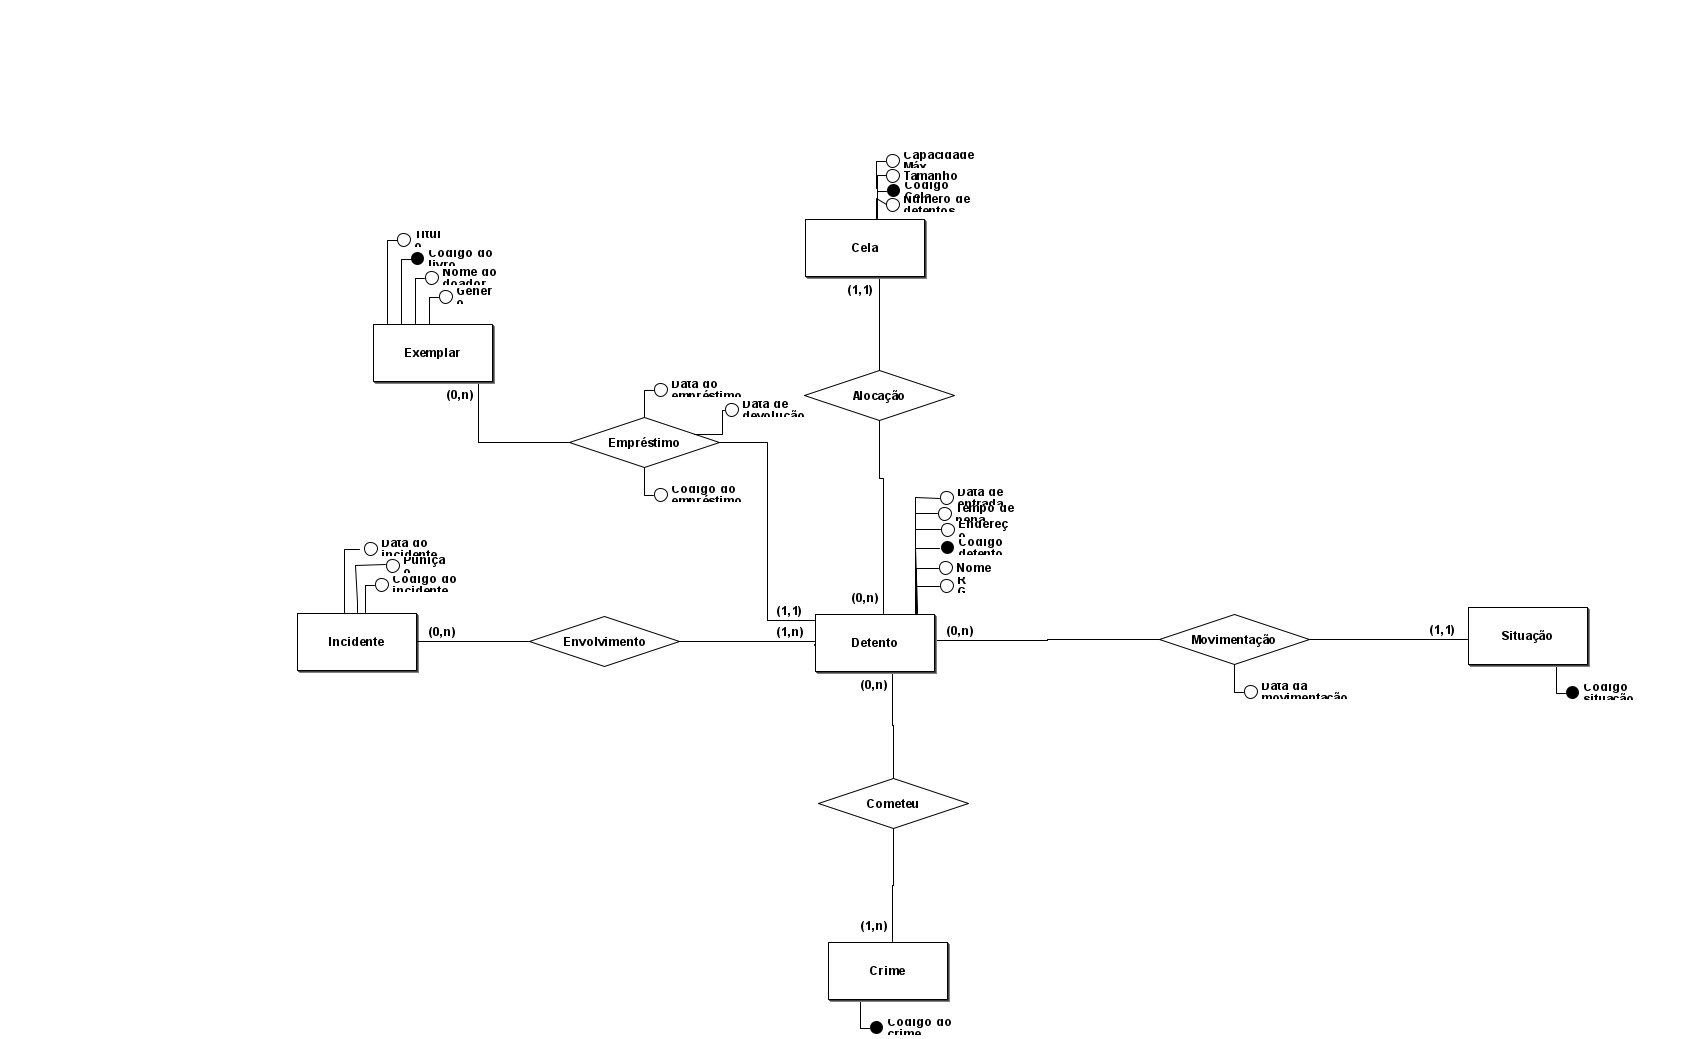 Capacidade
Máx
Tamanho
Código
Cela
Número de
detentos
Cela
(1,1)
Títul
o
Código do
livro
Nome do
doador
Gêner
o
Exemplar
(0,n)
Data do
empréstimo
Data de
devolução
Alocação
Empréstimo
Código do
empréstimo
Data de
entrada
Tempo de
pena
Endereç
o
Código
detento
Nome
R
G
Data do
incidente
Puniçã
o
Código do
incidente
(0,n)
(1,1)
Incidente
(0,n)
Envolvimento
(1,n)
Detento
(0,n)
Movimentação
(1,1)
Situação
(0,n)
Data da
movimentação
Código
situação
Cometeu
(1,n)
Crime
Código do
crime